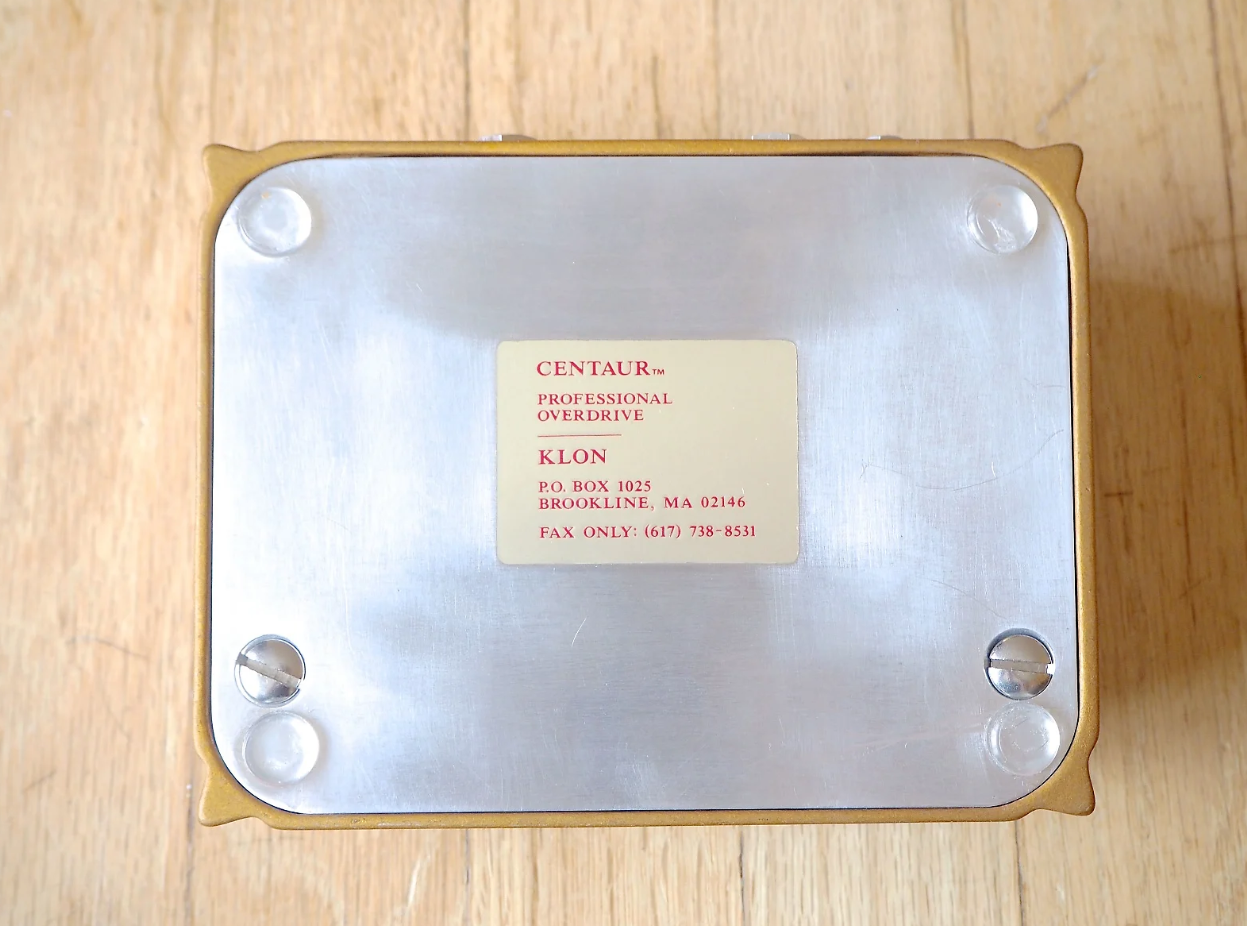 CENTAUR™
PROFESSIONAL
OVERDRIVE
KLON
P.O. BOX 1025
BROOKLINE, MA 02146
FAX ONLY: (617) 738-8531